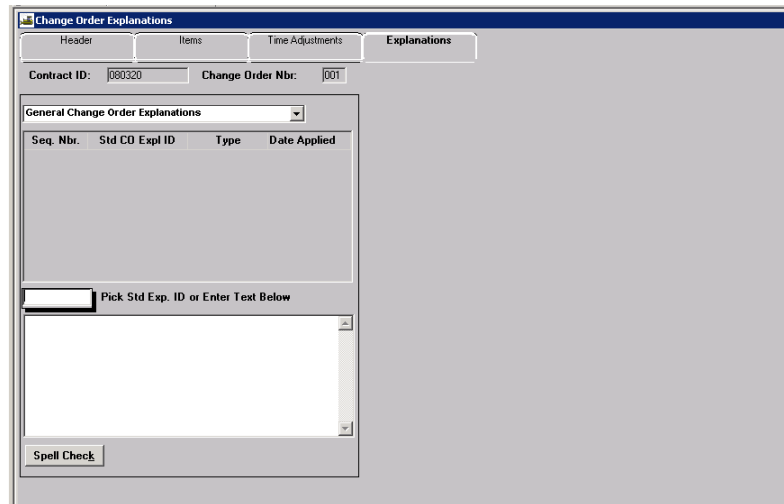 Change Order Explanations
Header Items Time Adjustments Explanations
Contract ID: 080320 Change Order Nbr: 001
General Change Order Explanations
Seq. Nbr. Std CO Expl ID Type Date Applied
Pick Std Exp. ID or Enter Text Below
Spell Check